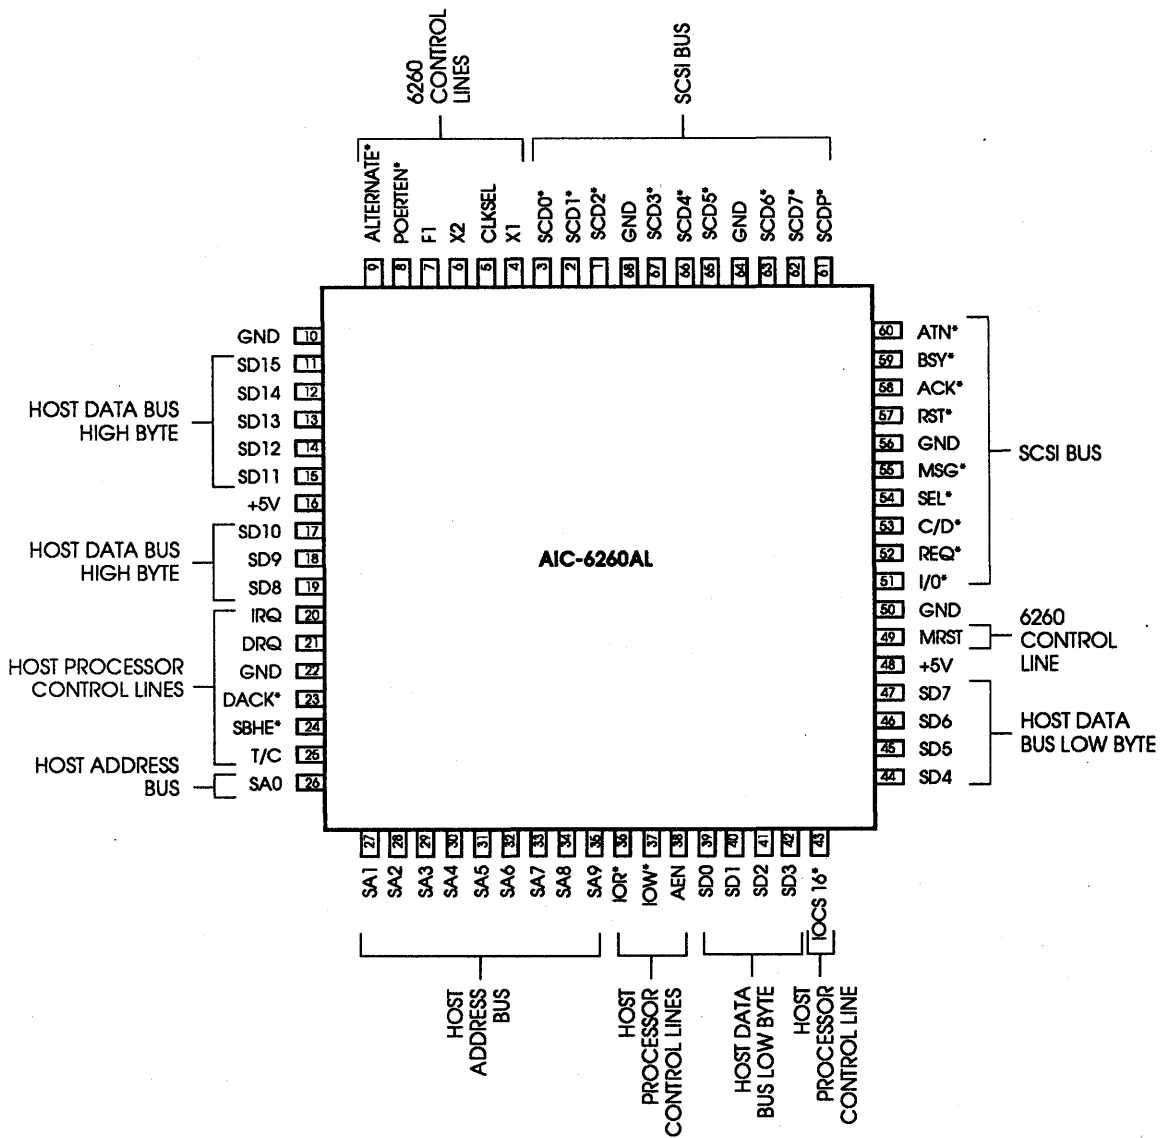 6260
CONTROL
LINES
SCSI BUS
ALTERNATE*
POERTEN*
F1
X2
CLKSEL
X1
SCD0*
SCD1*
SCD2*
GND
SCD3*
SCD4*
SCD5*
GND
SCD6*
SCD7*
SCDP*
9
8
7
6
5
4
3
2
1
68
67
66
65
64
63
62
61
GND 10
HOST DATA BUS
HIGH BYTE
SD15 11
SD14 12
SD13 13
SD12 14
SD11 15
+5V 16
HOST DATA BUS
HIGH BYTE
SD10 17
SD9 18
SD8 19
HOST PROCESSOR
CONTROL LINES
IRQ 20
DRQ 21
GND 22
DACK* 23
SBHE* 24
T/C 25
HOST ADDRESS
BUS
SA0 26
AIC-6260AL
60 ATN*
59 BSY*
58 ACK*
57 RST*
56 GND
55 MSG*
54 SEL*
53 C/D*
52 REQ*
51 I/0*
SCSI BUS
50 GND
49 MRST
6260
CONTROL
LINE
48 +5V
47 SD7
46 SD6
45 SD5
44 SD4
HOST DATA
BUS LOW BYTE
27
28
29
30
31
32
33
34
35
36
37
38
39
40
41
42
43
SA1
SA2
SA3
SA4
SA5
SA6
SA7
SA8
SA9
IOR*
IOW*
AEN
SD0
SD1
SD2
SD3
IOCS 16*
HOST
ADDRESS
BUS
HOST
PROCESSOR
CONTROL LINES
HOST DATA
BUS LOW BYTE
HOST
PROCESSOR
CONTROL LINE